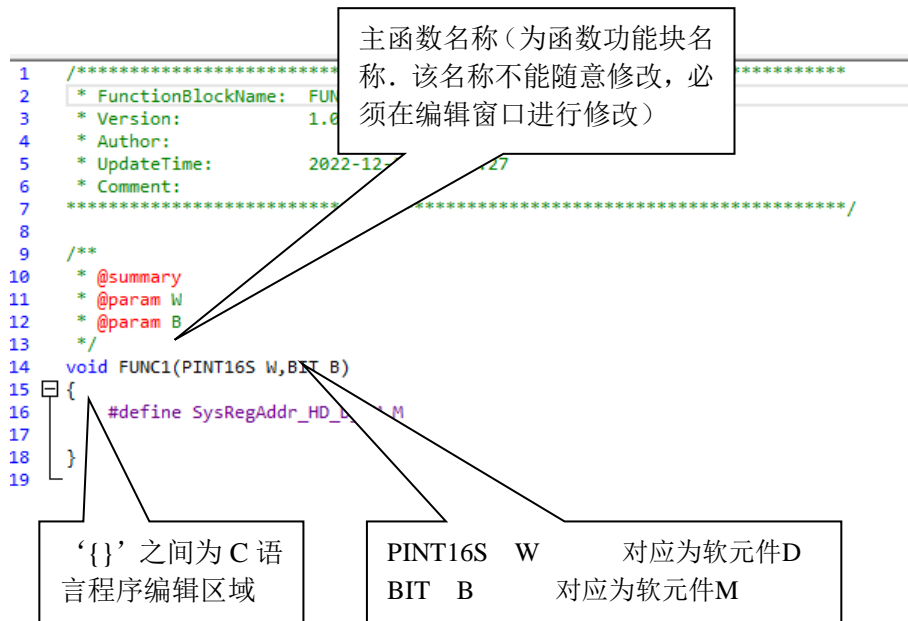 主函数名称（为函数功能块名
称．该名称不能随意修改，必
须在编辑窗口进行修改）
1 /*************************
2 * FunctionBlockName: FUN
3 * Version: 1.0
4 * Author:
5 * UpdateTime: 2022-12- 27
6 * Comment:
7 **************************************************************************/
8
9 /**
10 * @summary
11 * @param W
12 * @param B
13 */
14 void FUNC1(PINT16S W,BIT B)
15 {
16 #define SysRegAddr_HD_D_ M
17
18 }
19
‘{}’之间为 C 语
言程序编辑区域
PINT16S W 对应为软元件D
BIT B 对应为软元件M